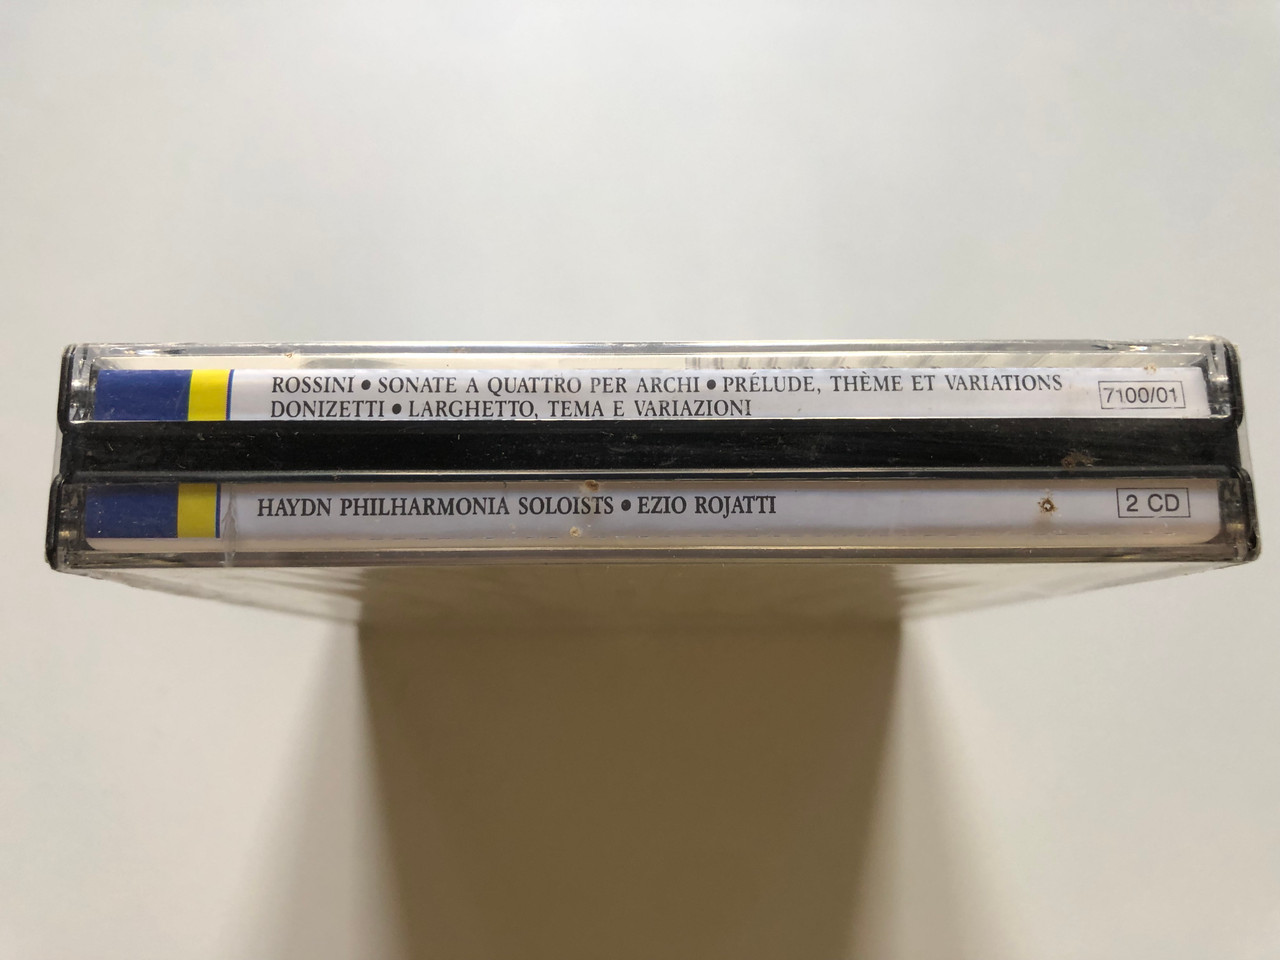 ROSSINI • SONATE A QUATTRO PER ARCHI • PRÉLUDE, THÈME ET VARIATIONS
DONIZETTI • LARGHETTO, TEMA E VARIAZIONI
7100/01
HAYDN PHILHARMONIA SOLOISTS • EZIO ROJATTI
2 CD